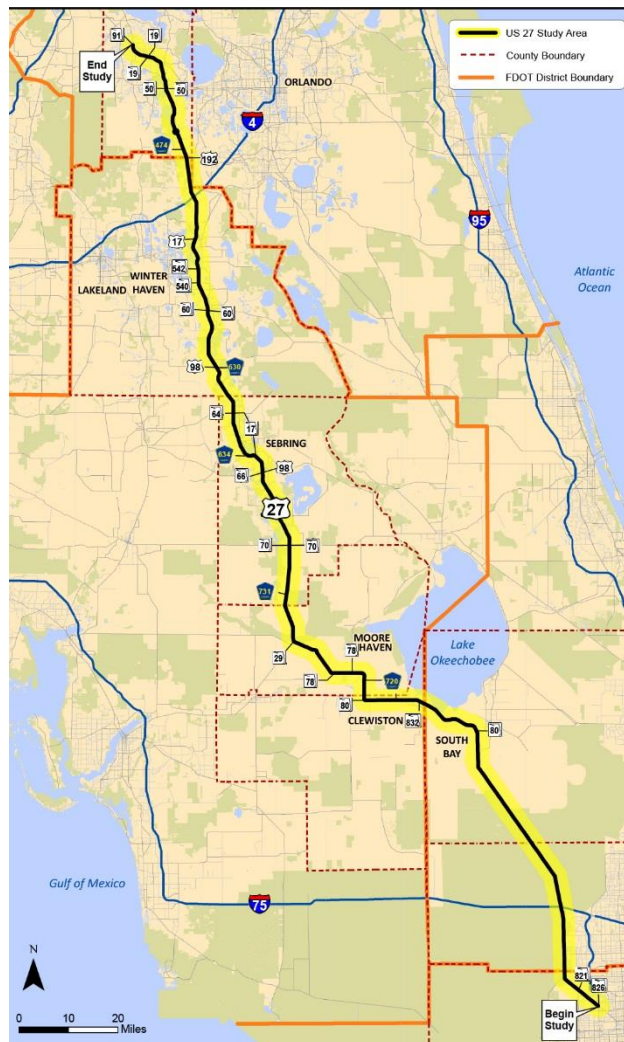 US 27 Study Area
County Boundary
FDOT District Boundary
91
19
End
Study
19
50
50
ORLANDO
4
474
192
95
17
WINTER
HAVEN
542
LAKELAND
540
Atlantic
Ocean
60
60
98
630
64
17
SEBRING
634
66
98
27
70
70
731
MOORE
HAVEN
78
29
78
720
Lake
Okeechobee
80
CLEWISTON
832
SOUTH
BAY
80
Gulf of Mexico
75
N
821
826
0
10
20
Miles
Begin
Study